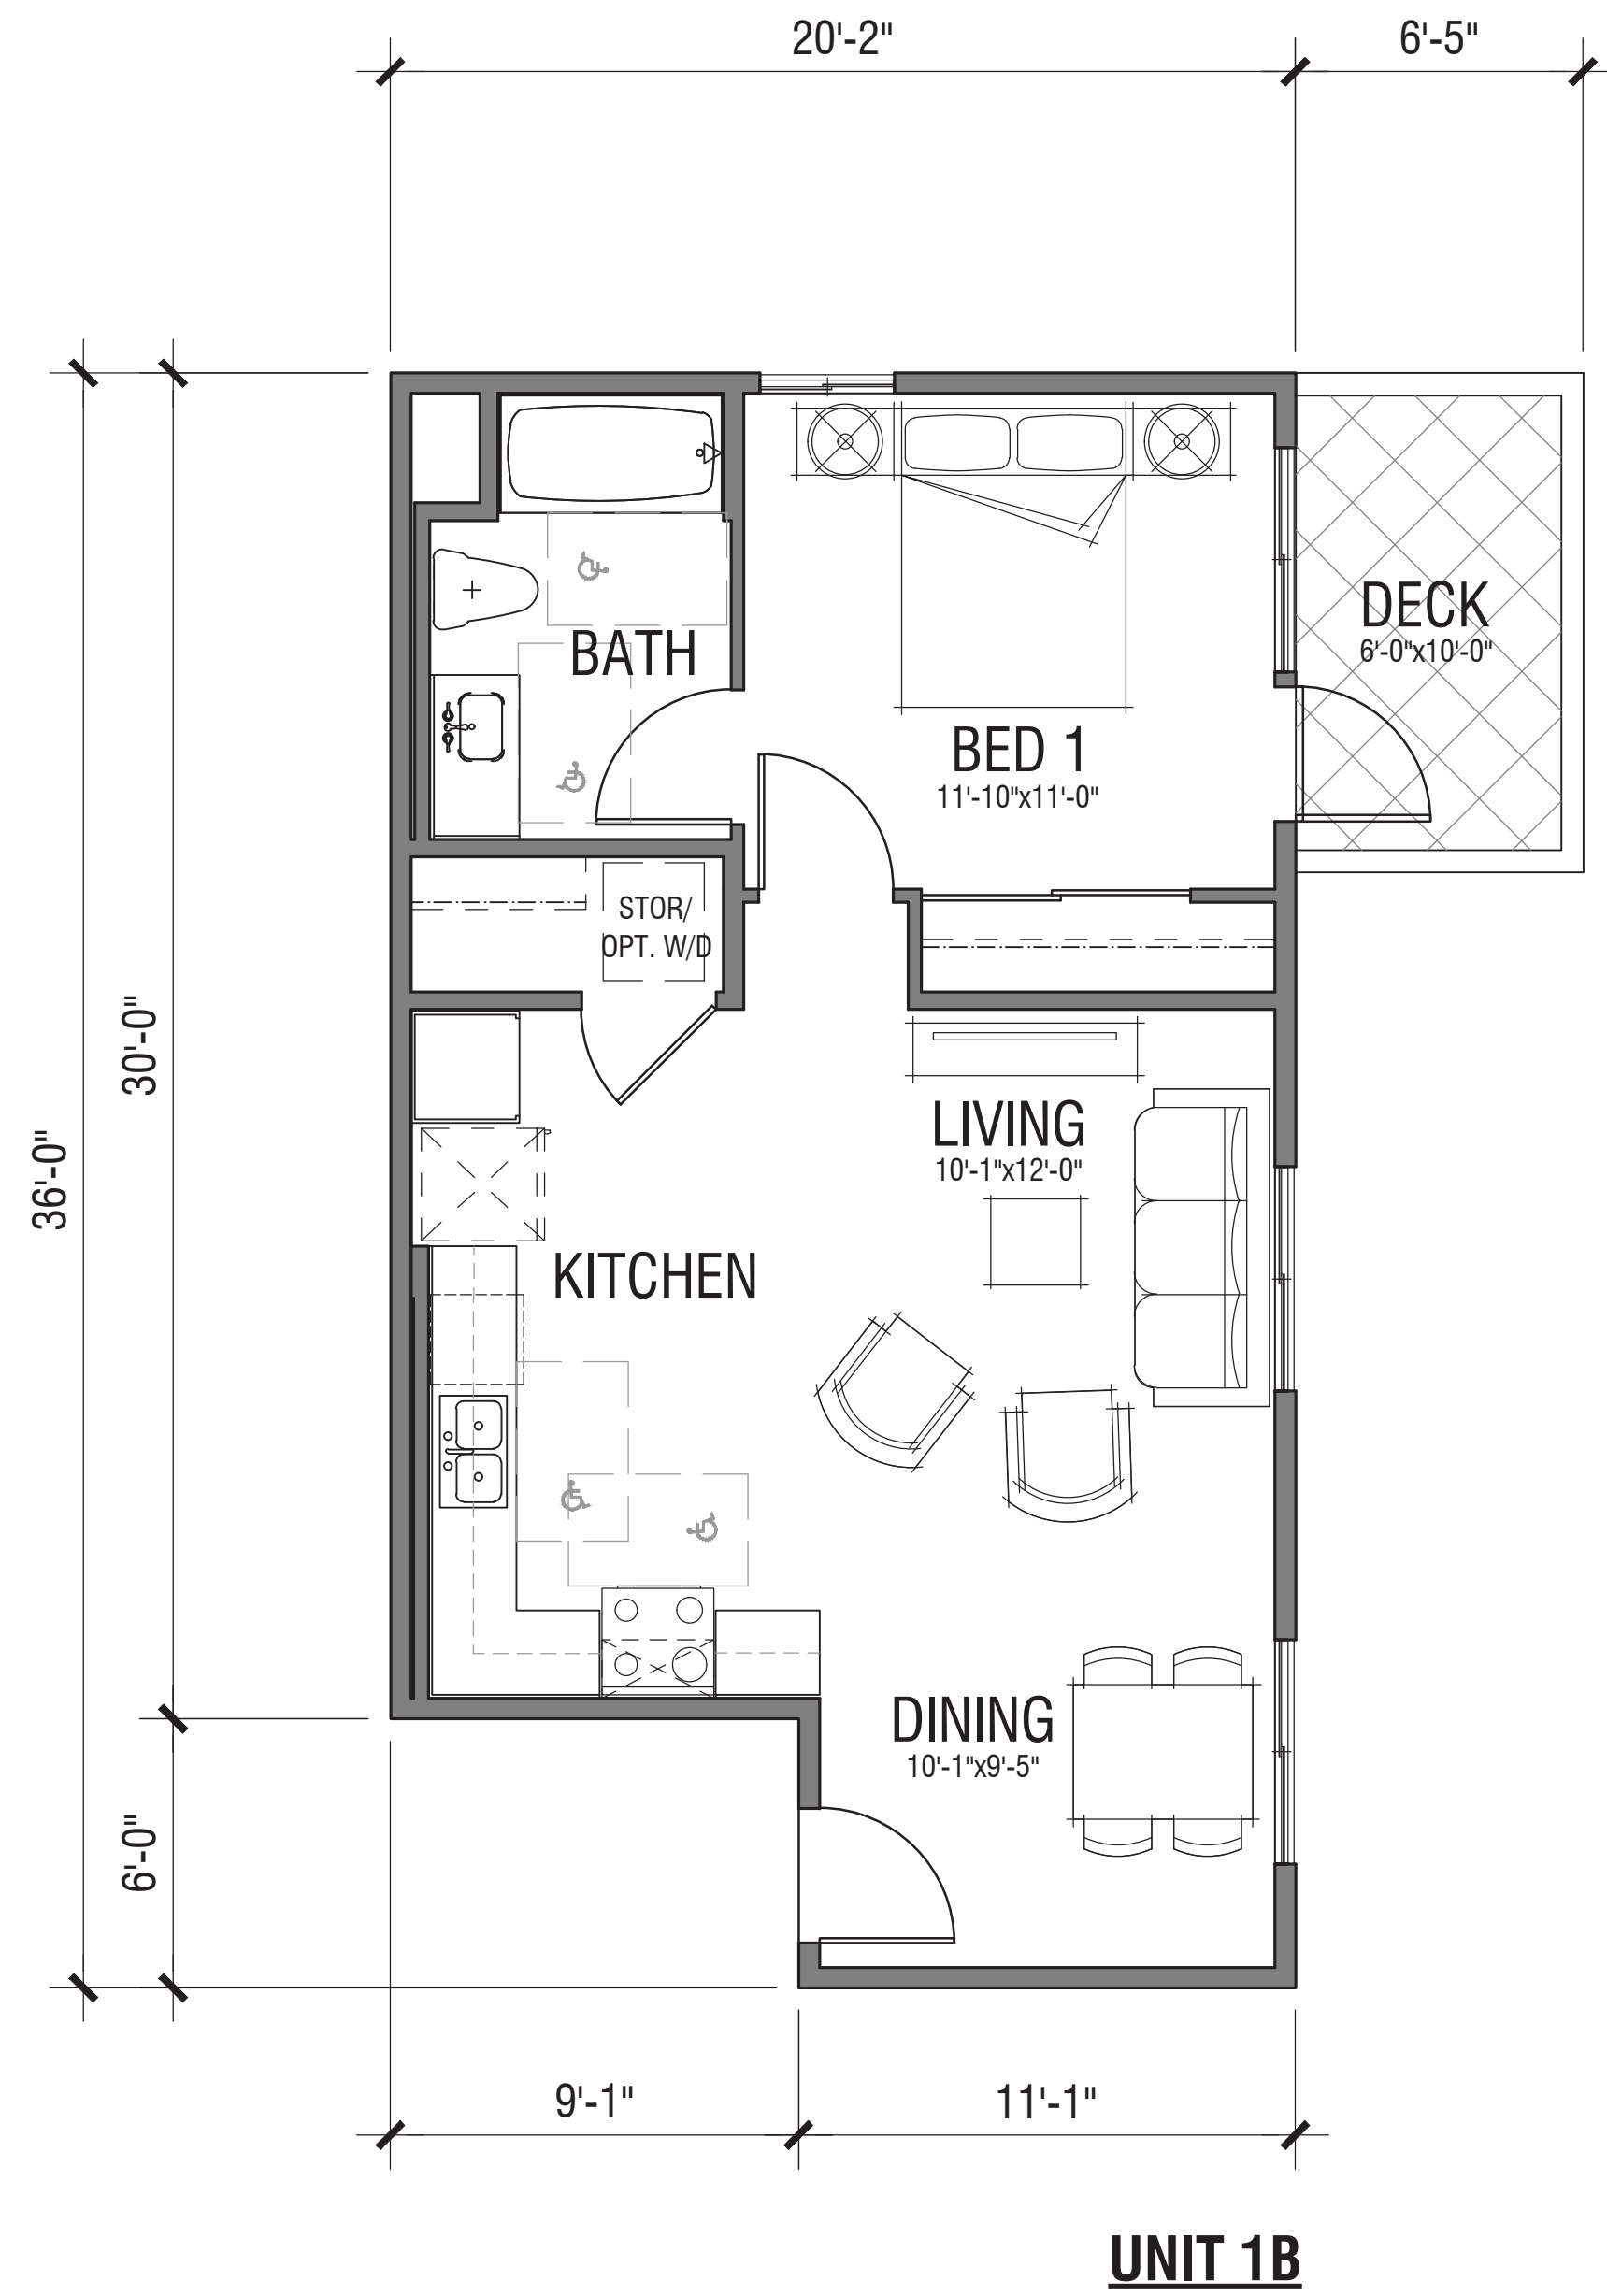 20'-2"
6'-5"
BATH
DECK
6'-0"x10'-0"
BED 1
11'-10"x11'-0"
STOR/
OPT. W/D
30'-0"
36'-0"
LIVING
10'-1"x12'-0"
KITCHEN
DINING
10'-1"x9'-5"
6'-0"
9'-1"
11'-1"
UNIT 1B